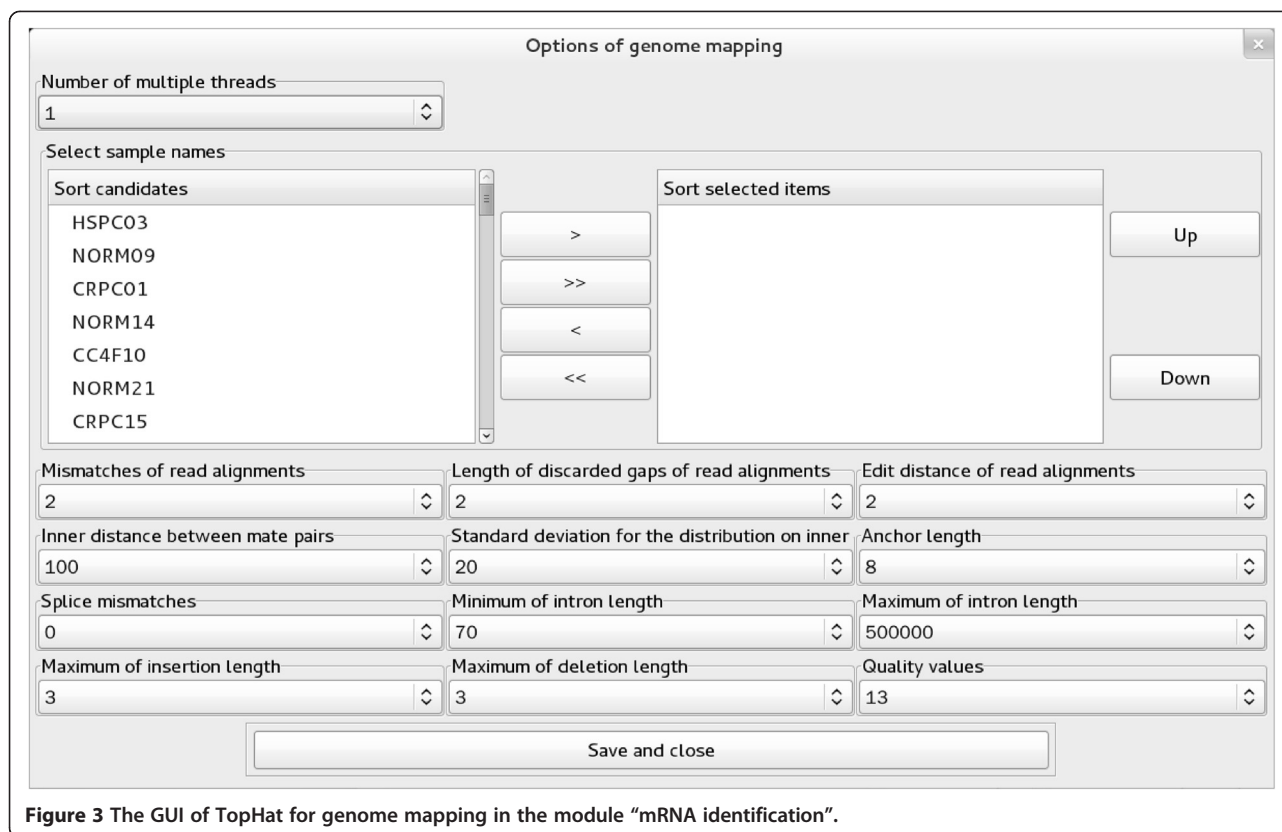 Options of genome mapping
×
Number of multiple threads
1
Select sample names
Sort candidates
HSPC03
NORM09
CRPC01
NORM14
CC4F10
NORM21
CRPC15
>
>>
<
<<
Sort selected items
Up
Down
Mismatches of read alignments
2
Length of discarded gaps of read alignments
2
Edit distance of read alignments
2
Inner distance between mate pairs
100
Standard deviation for the distribution on inner
20
Anchor length
8
Splice mismatches
0
Minimum of intron length
70
Maximum of intron length
500000
Maximum of insertion length
3
Maximum of deletion length
3
Quality values
13
Save and close
Figure 3 The GUI of TopHat for genome mapping in the module “mRNA identification”.